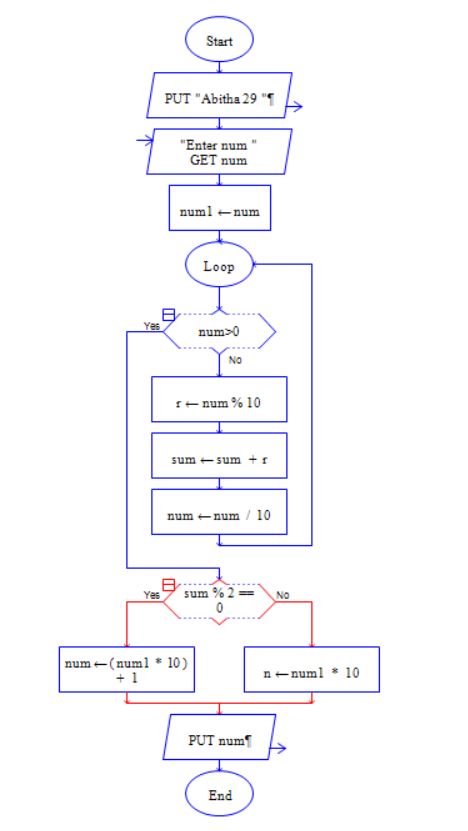 Start
PUT "Abitha 29 "¶
"Enter num "
GET num
num1 ← num
Loop
Yes
num>0
No
r ← num % 10
sum ← sum + r
num ← num / 10
Yes
sum % 2 ==
0
No
num ← (num1 * 10)
+ 1
n ← num1 * 10
PUT num¶
End